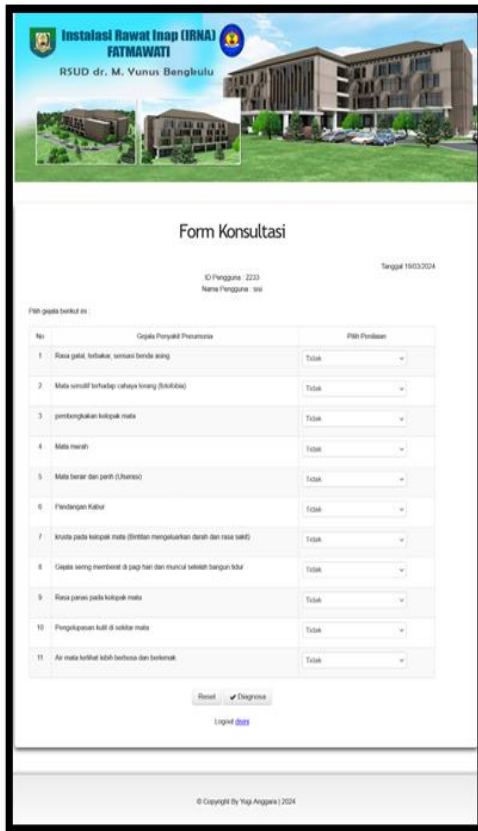 Instalasi Rawat Inap (IRNA)
FATMAWATI
RSUD dr. M. Yunus Bengkulu
Form Konsultasi
Tanggal 19/03/2024
ID Pengguna : 2233
Nama Pengguna : sisi
Pilih gejala berikut ini :
No Gejala Penyakit Pneumonia Pilih Penilaian
1 Rasa gatal, terbakar, sensasi benda asing Tidak
2 Mata sensitif terhadap cahaya terang (fotofobia) Tidak
3 pembengkakan kelopak mata Tidak
4 Mata merah Tidak
5 Mata berair dan perih (Ulserasi) Tidak
6 Pandangan Kabur Tidak
7 krusta pada kelopak mata (Bintilan mengeluarkan darah dan rasa sakit) Tidak
8 Gejala sering memberat di pagi hari dan muncul setelah bangun tidur Tidak
9 Rasa panas pada kelopak mata Tidak
10 Pengelupasan kulit di sekitar mata Tidak
11 Air mata terlihat lebih berbusa dan berlemak Tidak
Reset Diagnosa
Logout disini
© Copyright By Yogi Anggara | 2024